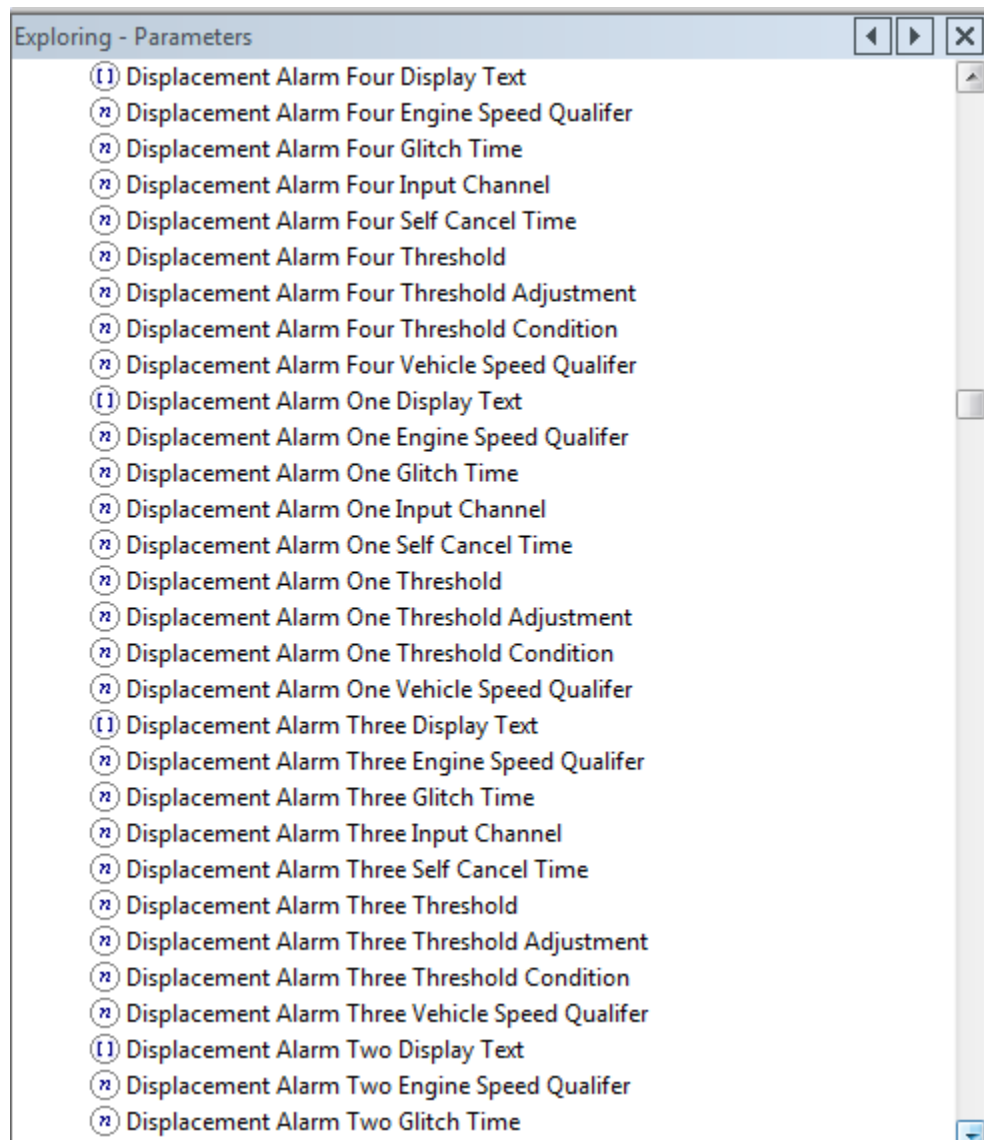 Exploring - Parameters
Displacement Alarm Four Display Text
Displacement Alarm Four Engine Speed Qualifer
Displacement Alarm Four Glitch Time
Displacement Alarm Four Input Channel
Displacement Alarm Four Self Cancel Time
Displacement Alarm Four Threshold
Displacement Alarm Four Threshold Adjustment
Displacement Alarm Four Threshold Condition
Displacement Alarm Four Vehicle Speed Qualifer
Displacement Alarm One Display Text
Displacement Alarm One Engine Speed Qualifer
Displacement Alarm One Glitch Time
Displacement Alarm One Input Channel
Displacement Alarm One Self Cancel Time
Displacement Alarm One Threshold
Displacement Alarm One Threshold Adjustment
Displacement Alarm One Threshold Condition
Displacement Alarm One Vehicle Speed Qualifer
Displacement Alarm Three Display Text
Displacement Alarm Three Engine Speed Qualifer
Displacement Alarm Three Glitch Time
Displacement Alarm Three Input Channel
Displacement Alarm Three Self Cancel Time
Displacement Alarm Three Threshold
Displacement Alarm Three Threshold Adjustment
Displacement Alarm Three Threshold Condition
Displacement Alarm Three Vehicle Speed Qualifer
Displacement Alarm Two Display Text
Displacement Alarm Two Engine Speed Qualifer
Displacement Alarm Two Glitch Time